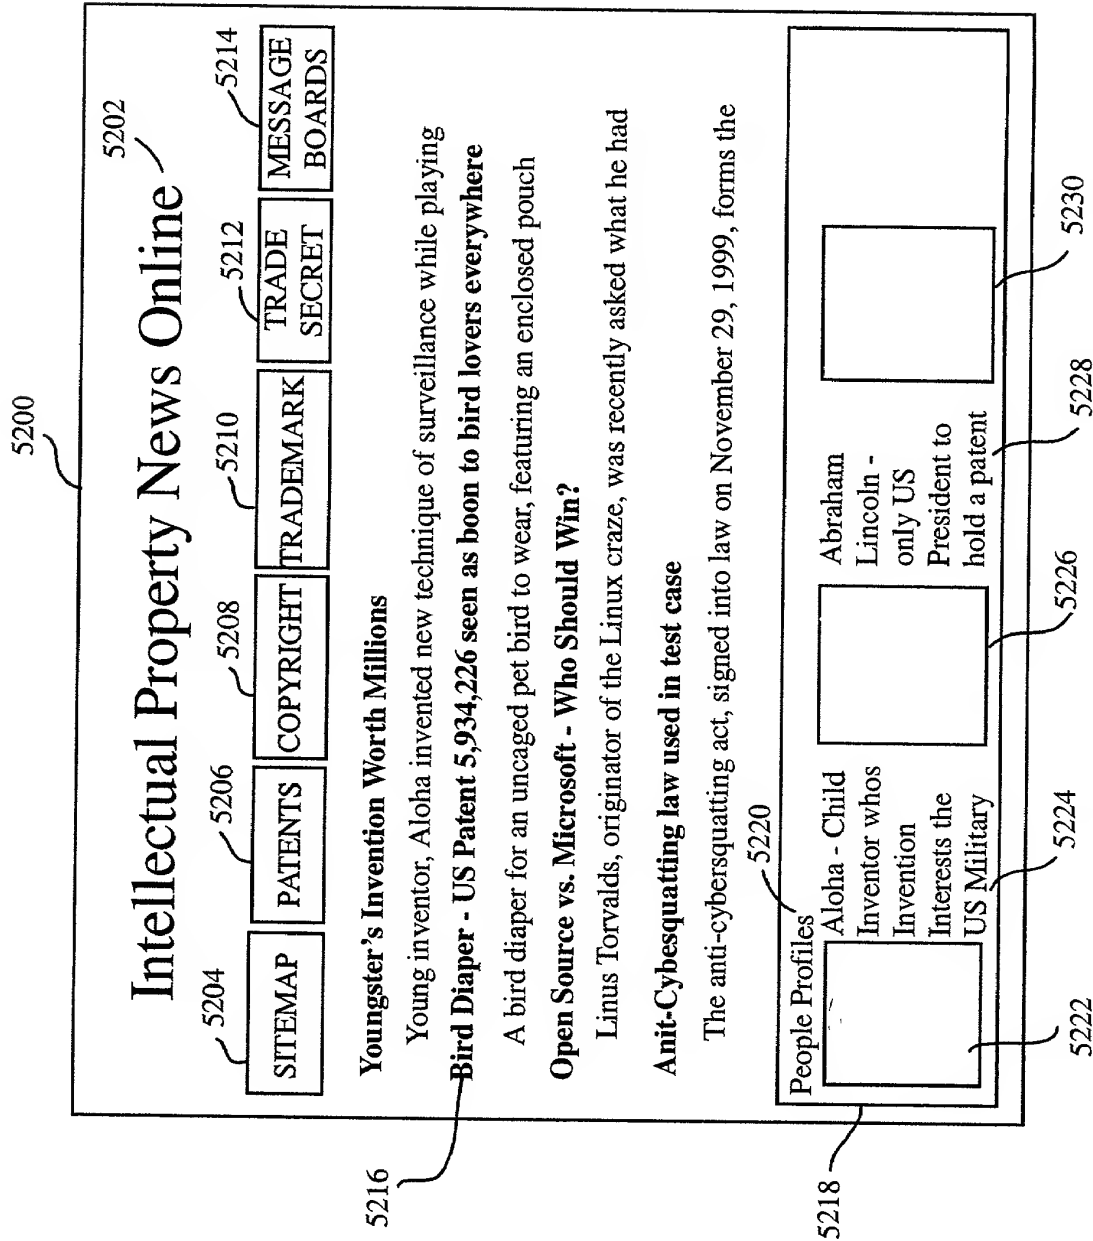 5200
Intellectual Property News Online
5202
5204
5206
5208
5210
5212
5214
SITEMAP
PATENTS
COPYRIGHT
TRADEMARK
TRADE
SECRET
MESSAGE
BOARDS
Youngster's Invention Worth Millions
Young inventor, Aloha invented new technique of surveillance while playing
Bird Diaper - US Patent 5,934,226 seen as boon to bird lovers everywhere
5216
A bird diaper for an uncaged pet bird to wear, featuring an enclosed pouch
Open Source vs. Microsoft - Who Should Win?
Linus Torvalds, originator of the Linux craze, was recently asked what he had
Anit-Cybesquatting law used in test case
The anti-cybersquatting act, signed into law on November 29, 1999, forms the
5220
People Profiles
Aloha - Child
Inventor whos
Invention
Interests the
US Military
Abraham
Lincoln -
only US
President to
hold a patent
5218
5222
5224
5226
5228
5230